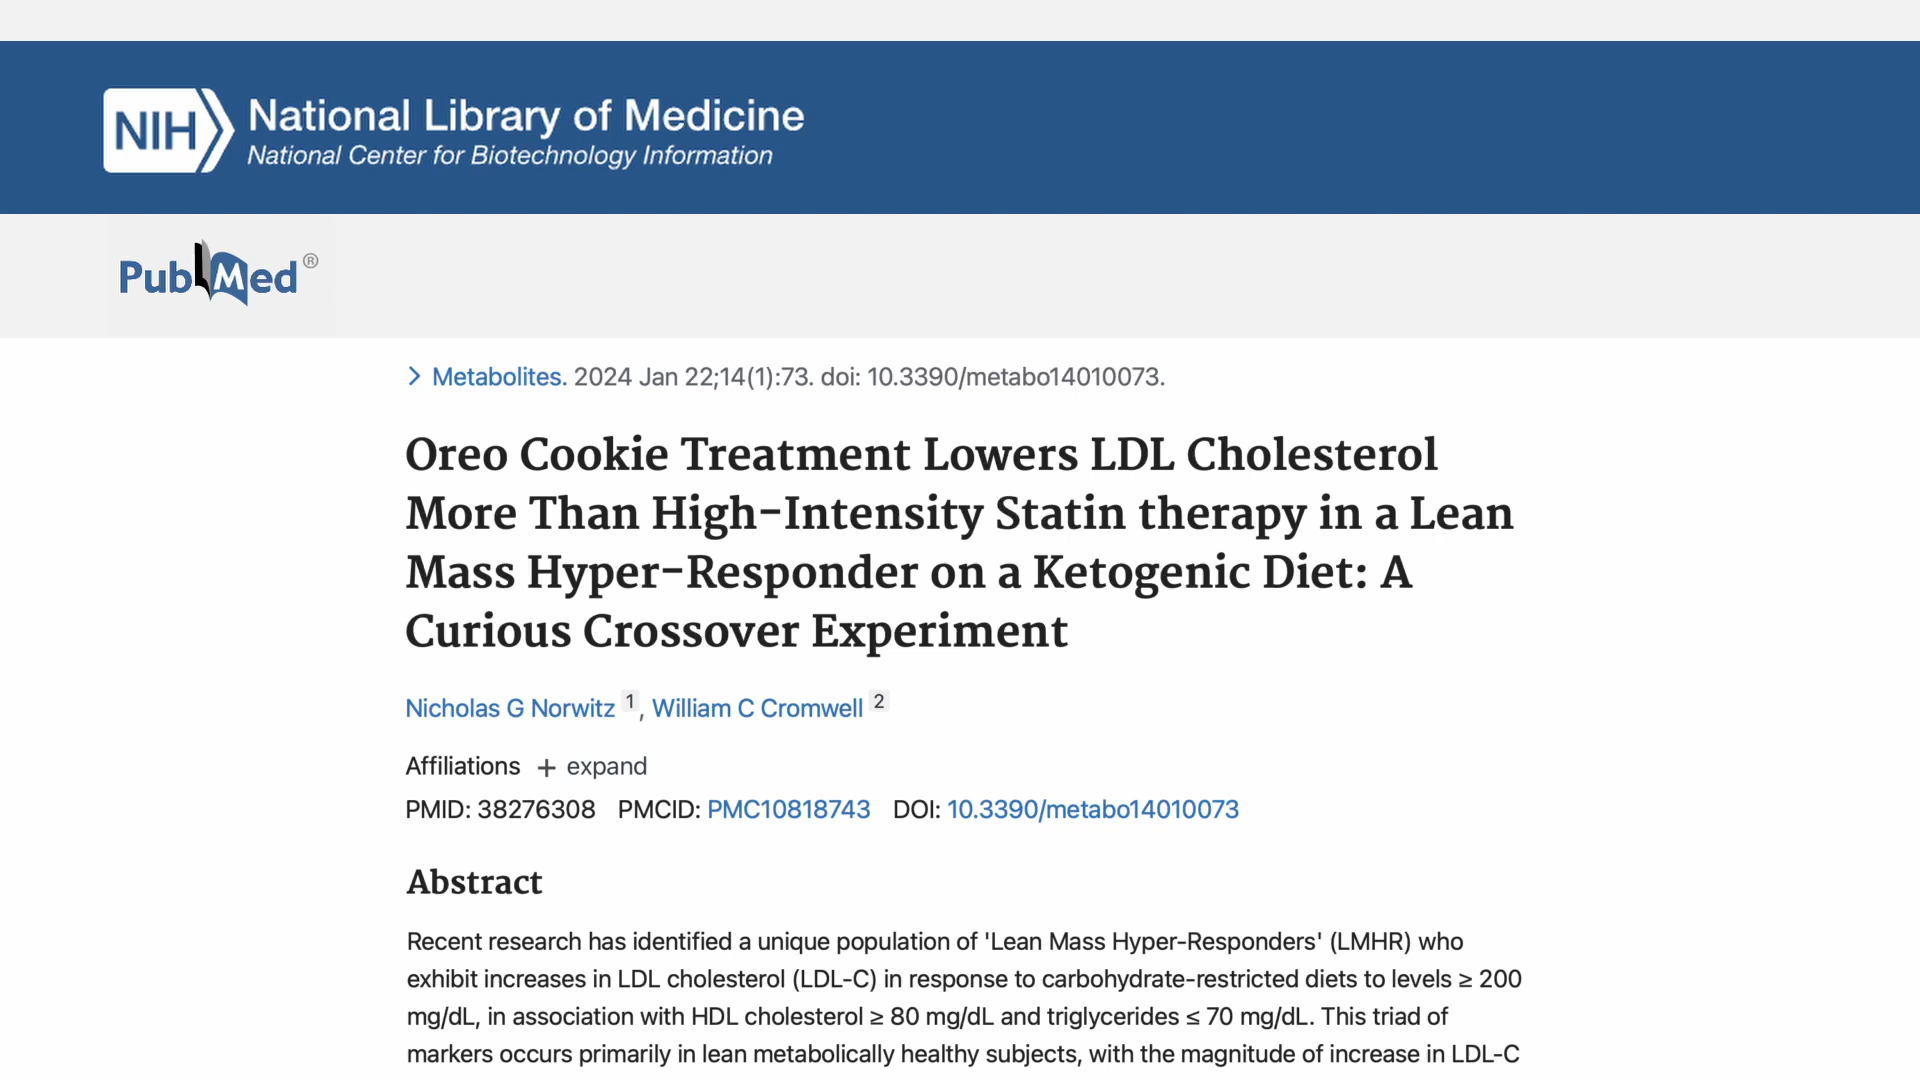 NIH National Library of Medicine
National Center for Biotechnology Information
PubMed®
Metabolites. 2024 Jan 22;14(1):73. doi: 10.3390/metabo14010073.
Oreo Cookie Treatment Lowers LDL Cholesterol
More Than High-Intensity Statin therapy in a Lean
Mass Hyper-Responder on a Ketogenic Diet: A
Curious Crossover Experiment
Nicholas G Norwitz 1, William C Cromwell 2
Affiliations + expand
PMID: 38276308 PMCID: PMC10818743 DOI: 10.3390/metabo14010073
Abstract
Recent research has identified a unique population of 'Lean Mass Hyper-Responders' (LMHR) who
exhibit increases in LDL cholesterol (LDL-C) in response to carbohydrate-restricted diets to levels ≥ 200
mg/dL, in association with HDL cholesterol ≥ 80 mg/dL and triglycerides ≤ 70 mg/dL. This triad of
markers occurs primarily in lean metabolically healthy subjects, with the magnitude of increase in LDL-C